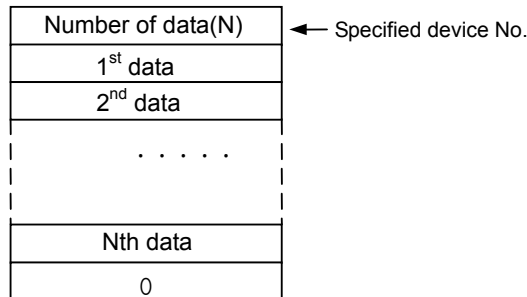 Number of data(N)
Specified device No.
1st data
2nd data
. . . . .
Nth data
0